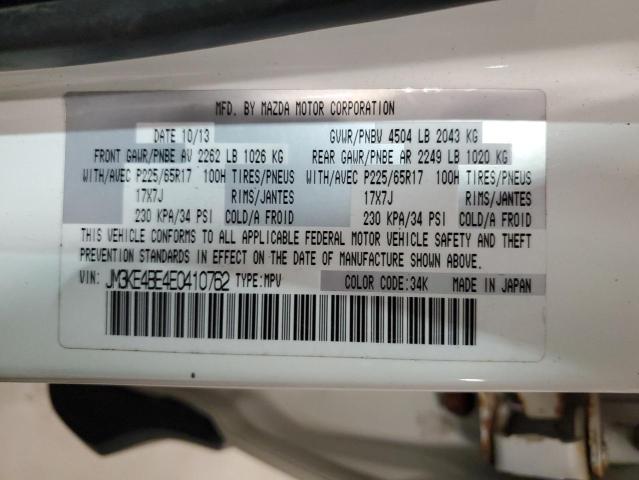 MFD. BY MAZDA MOTOR CORPORATION
DATE 10/13 GVWR/PNBV 4504 LB 2043 KG
FRONT GAWR/PNBE AV 2262 LB 1026 KG REAR GAWR/PNBE AR 2249 LB 1020 KG
WITH/AVEC P225/65R17 100H TIRES/PNEUS WITH/AVEC P225/65R17 100H TIRES/PNEUS
17X7J RIMS/JANTES 17X7J RIMS/JANTES
230 KPA/34 PSI COLD/A FROID 230 KPA/34 PSI COLD/A FROID
THIS VEHICLE CONFORMS TO ALL APPLICABLE FEDERAL MOTOR VEHICLE SAFETY AND THEFT
PREVENTION STANDARDS IN EFFECT ON THE DATE OF MANUFACTURE SHOWN ABOVE.
VIN: JM3KE4BE4E0410762 TYPE: MPV COLOR CODE: 34K MADE IN JAPAN